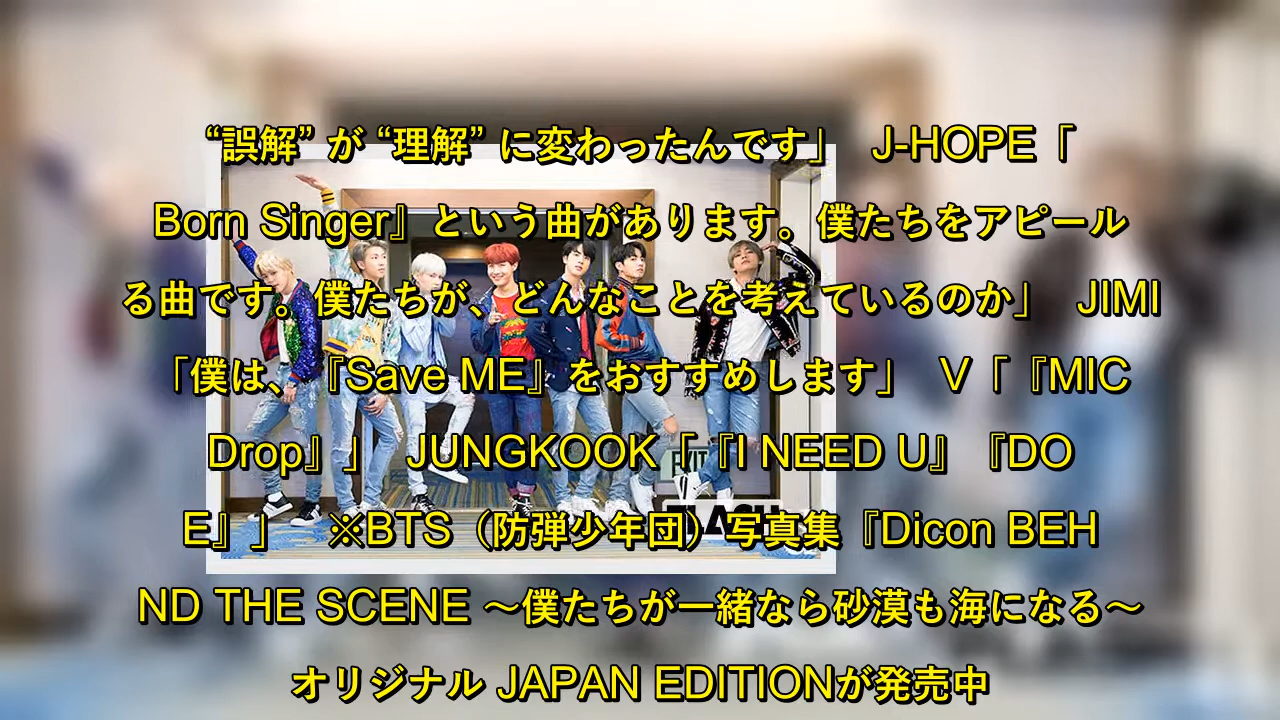 “誤解” が “理解” に変わったんです」 J-HOPE「
Born Singer』という曲があります。僕たちをアピール
る曲です。僕たちが、どんなことを考えているのか」 JIMI
「僕は、『Save ME』をおすすめします」 V「『MIC
Drop』」 JUNGKOOK「『I NEED U』『DO
E』」 ※BTS（防弾少年団）写真集『Dicon BEH
ND THE SCENE ～僕たちが一緒なら砂漠も海になる～
オリジナル JAPAN EDITIONが発売中